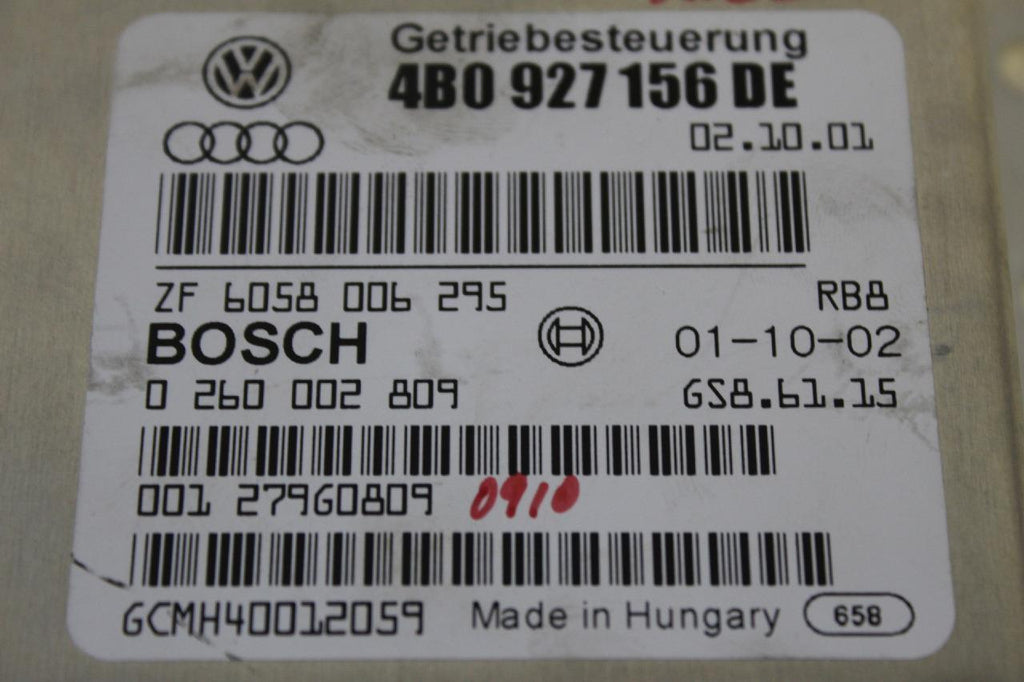 Getriebesteuerung
4B0 927 156 DE
02.10.01
ZF 6058 006 295 RB8
BOSCH 01-10-02
0 260 002 809 GS8.61.15
001 279G0809 0910
GCMH40012059 Made in Hungary 658